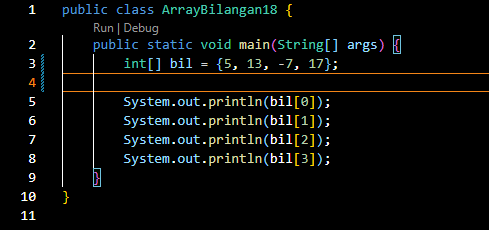 1 public class ArrayBilangan18 {
Run | Debug
2 public static void main(String[] args) {
3 int[] bil = {5, 13, -7, 17};
4
5 System.out.println(bil[0]);
6 System.out.println(bil[1]);
7 System.out.println(bil[2]);
8 System.out.println(bil[3]);
9 }
10 }
11